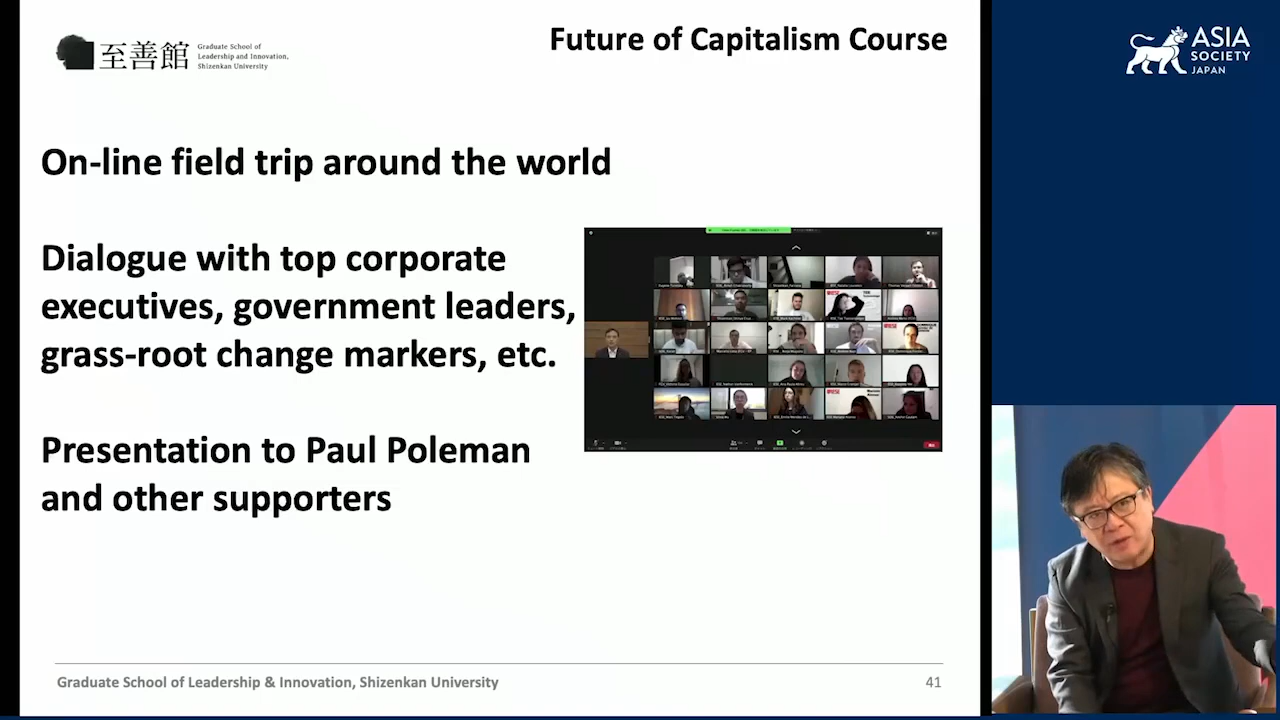 至善館
Graduate School of
Leadership and Innovation,
Shizenkan University
Future of Capitalism Course
ASIA
SOCIETY
JAPAN
On-line field trip around the world
Dialogue with top corporate
executives, government leaders,
grass-root change markers, etc.
Presentation to Paul Poleman
and other supporters
Graduate School of Leadership & Innovation, Shizenkan University
41